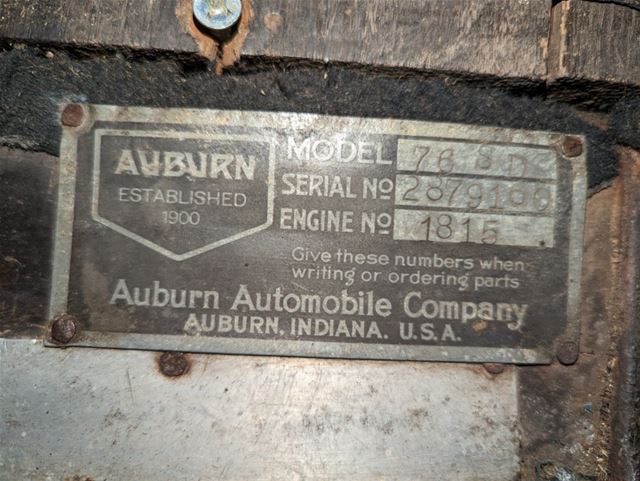 AUBURN
ESTABLISHED
1900
MODEL 76 8 D
SERIAL Nº
ENGINE Nº 1815
Give these numbers when
writing or ordering parts
Auburn Automobile Company
AUBURN, INDIANA. U.S.A.